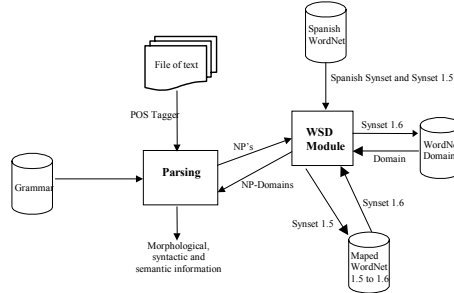 Spanish
WordNet
File of text
Spanish Synset and Synset 1.5
POS Tagger
WSD
Module
Synset 1.6
WordNet
Domain
Domain
NP's
Parsing
Grammar
NP-Domains
Synset 1.6
Synset 1.5
Morphological,
syntactic and
semantic information
Maped
WordNet
1.5 to 1.6